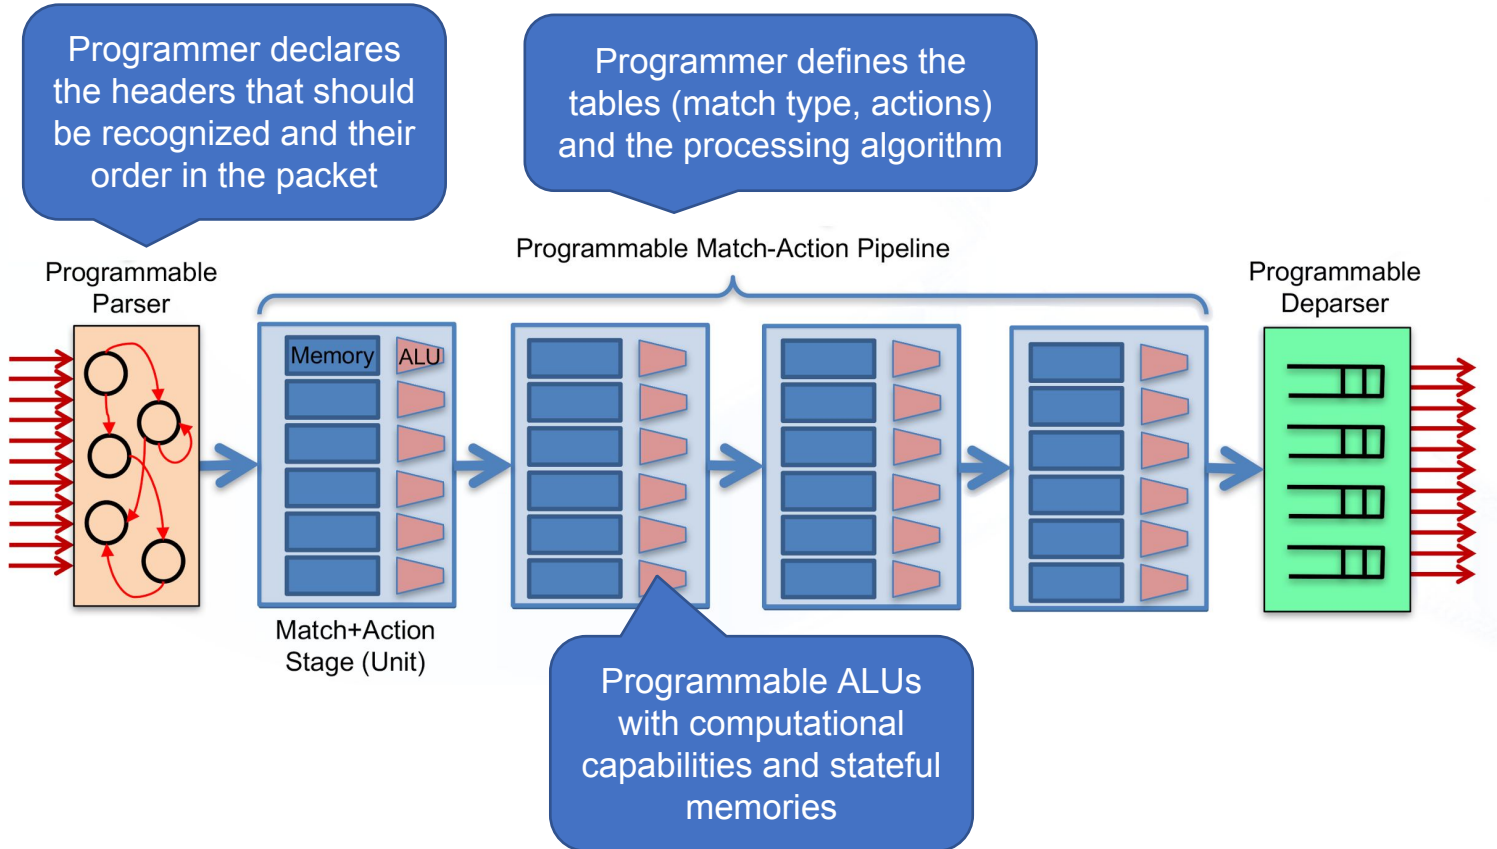 Programmer declares
the headers that should
be recognized and their
order in the packet
Programmer defines the
tables (match type, actions)
and the processing algorithm
Programmable Match-Action Pipeline
Programmable
Parser
Programmable
Deparser
Memory
ALU
Match+Action
Stage (Unit)
Programmable ALUs
with computational
capabilities and stateful
memories